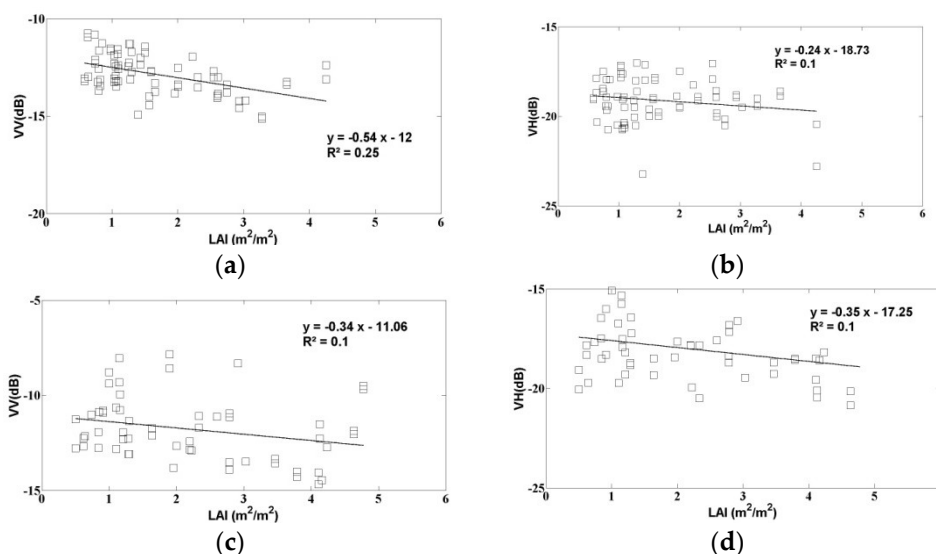 -10
VV(dB)
-15
-20
y = -0.54 x - 12
R² = 0.25
0 1 2 3 4 5 6
LAI (m²/m²)
(a)
-15
VH(dB)
-20
-25
y = -0.24 x - 18.73
R² = 0.1
0 1 2 3 4 5 6
LAI (m²/m²)
(b)
-5
VV(dB)
-10
-15
y = -0.34 x - 11.06
R² = 0.1
0 1 2 3 4 5 6
LAI (m²/m²)
(c)
-15
VH(dB)
-20
-25
y = -0.35 x - 17.25
R² = 0.1
0 1 2 3 4 5
LAI (m²/m²)
(d)